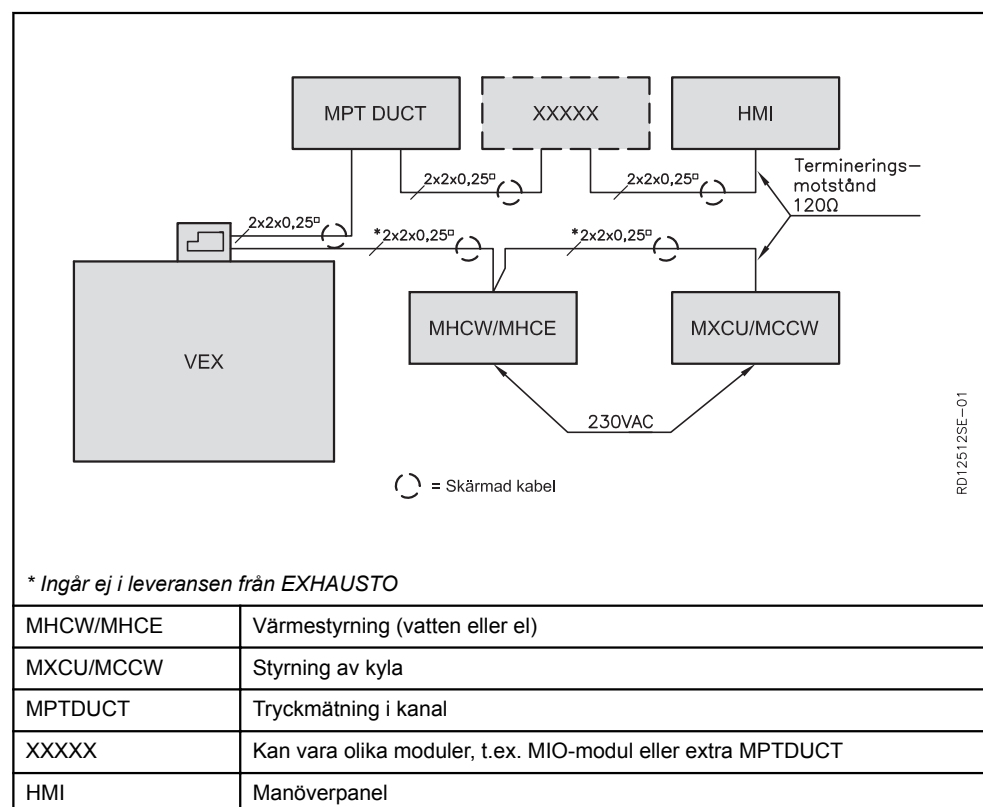 MPT DUCT
XXXXX
HMI
Terminerings-
motstånd
120Ω
2x2x0,25¤
2x2x0,25¤
2x2x0,25¤
*2x2x0,25¤
*2x2x0,25¤
MHCW/MHCE
MXCU/MCCW
VEX
230VAC
= Skärmad kabel
RD12512SE-01
* Ingår ej i leveransen från EXHAUSTO
MHCW/MHCE Värmestyrning (vatten eller el)
MXCU/MCCW Styrning av kyla
MPTDUCT Tryckmätning i kanal
XXXXX Kan vara olika moduler, t.ex. MIO-modul eller extra MPTDUCT
HMI Manöverpanel